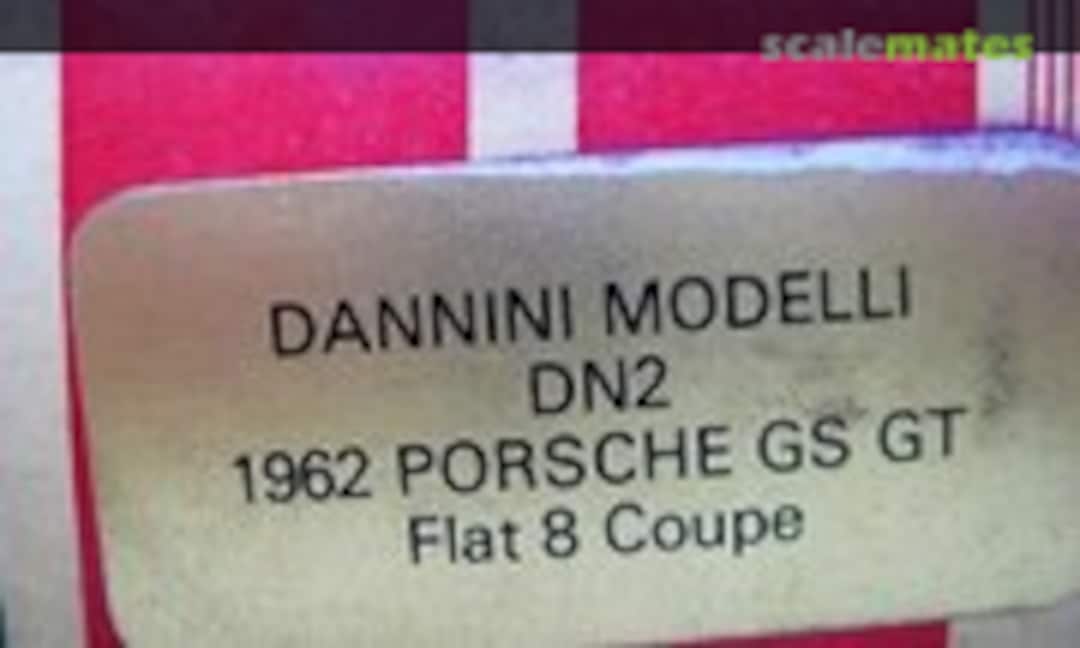 scalemates
DANNINI MODELLI
DN2
1962 PORSCHE GS GT
Flat 8 Coupe